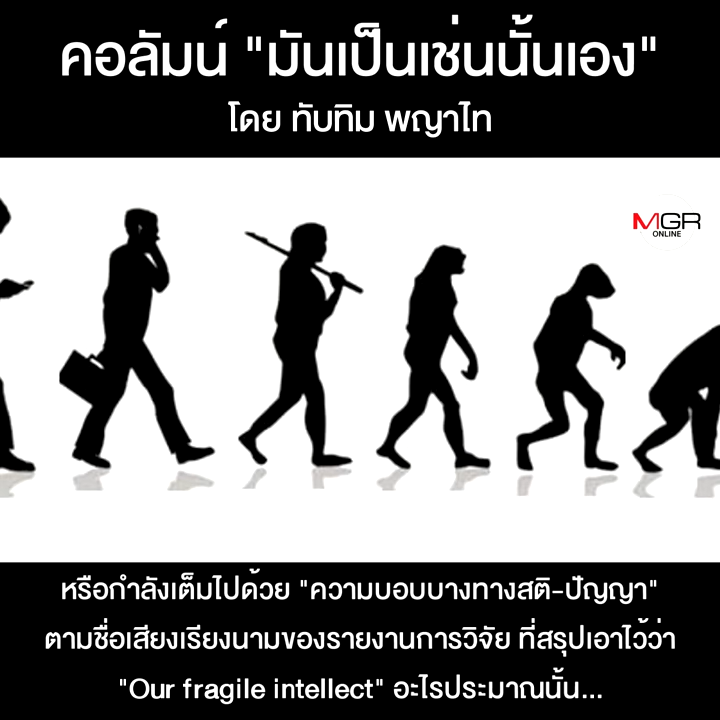 คอลัมน์ "มันเป็นเช่นนั้นเอง"
โดย ทับทิม พญาไท
MGR
ONLINE
หรือกำลังเต็มไปด้วย "ความบอบบางทางสติ-ปัญญา"
ตามชื่อเสียงเรียงนามของรายงานการวิจัย ที่สรุปเอาไว้ว่า
"Our fragile intellect" อะไรประมาณนั้น...